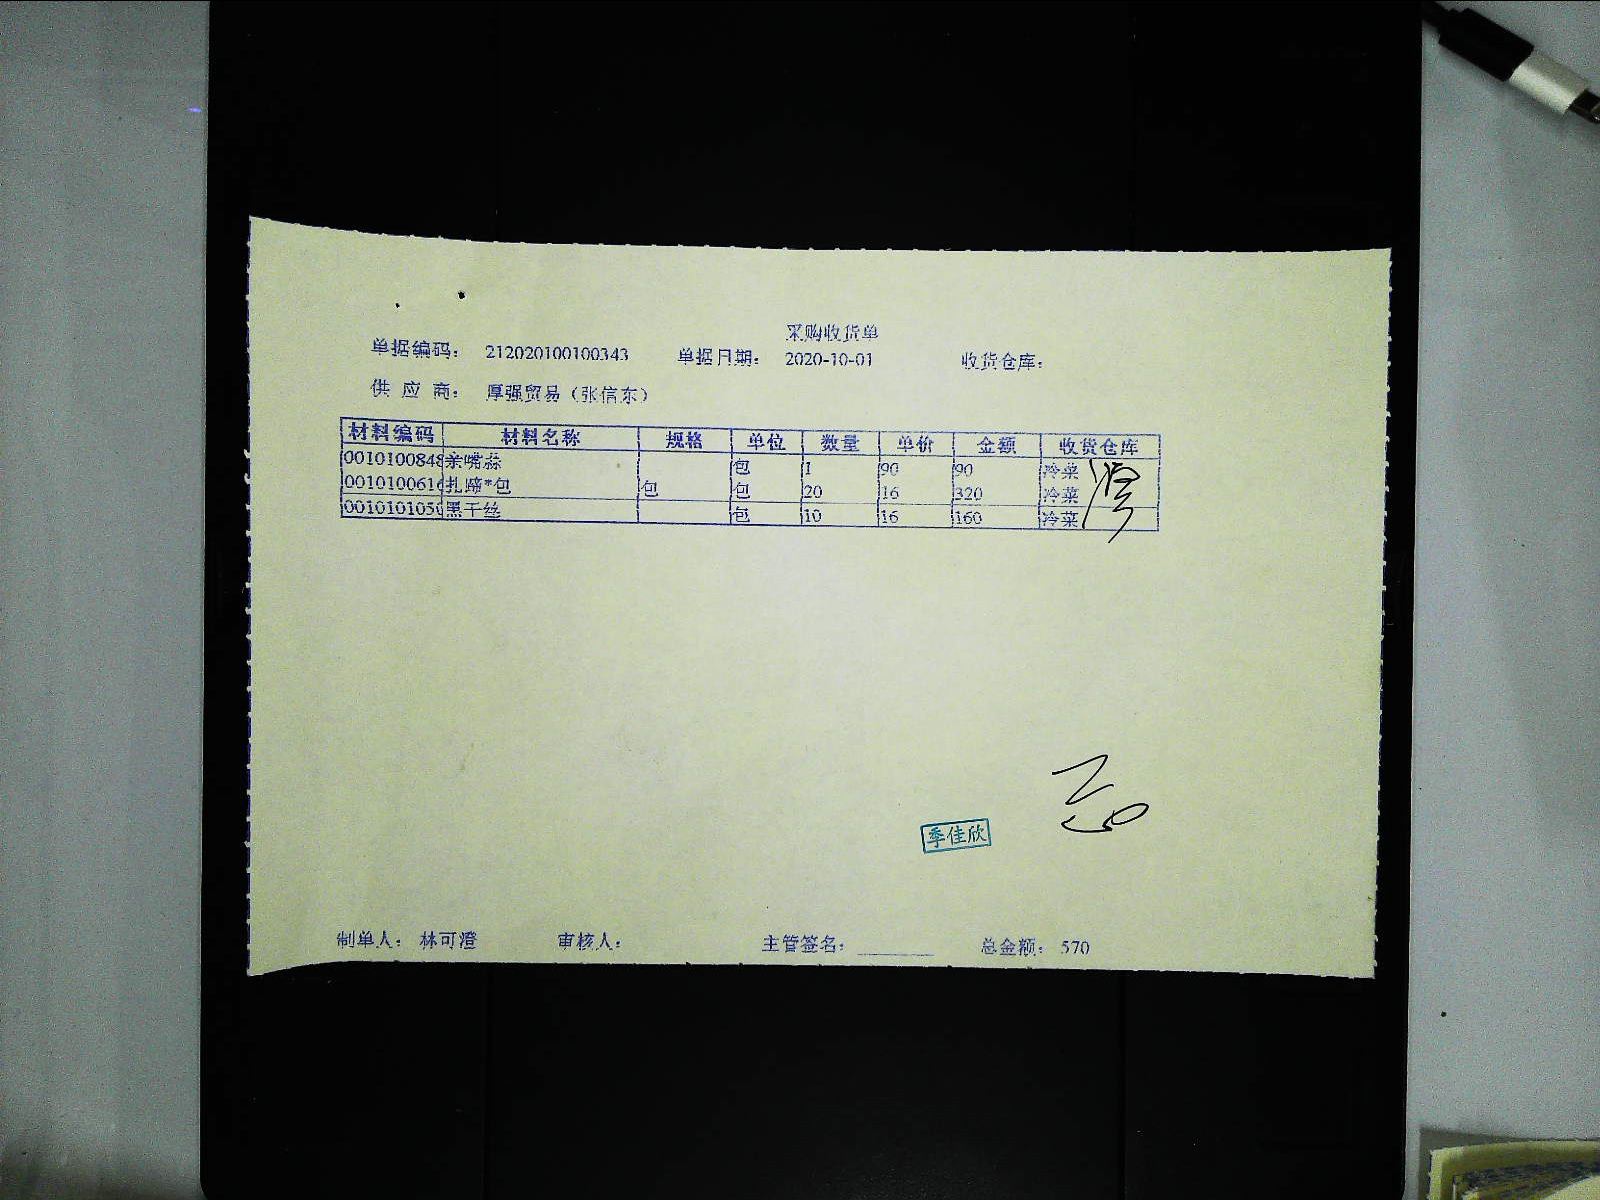 采购收货单
单据编码： 212020100100343 单据日期： 2020-10-01 收货仓库：
供 应 商： 厚强贸易（张信东）
材料编码 材料名称 规格 单位 数量 单价 金额 收货仓库
0010100848 亲嘴蒜 包 1 90 90 冷菜
001010061 扎蹄*包 包 包 20 16 320 冷菜
001010105 黑干丝 包 10 16 160 冷菜
季佳欣
制单人： 林可澄 审核人： 主管签名： 总金额： 570